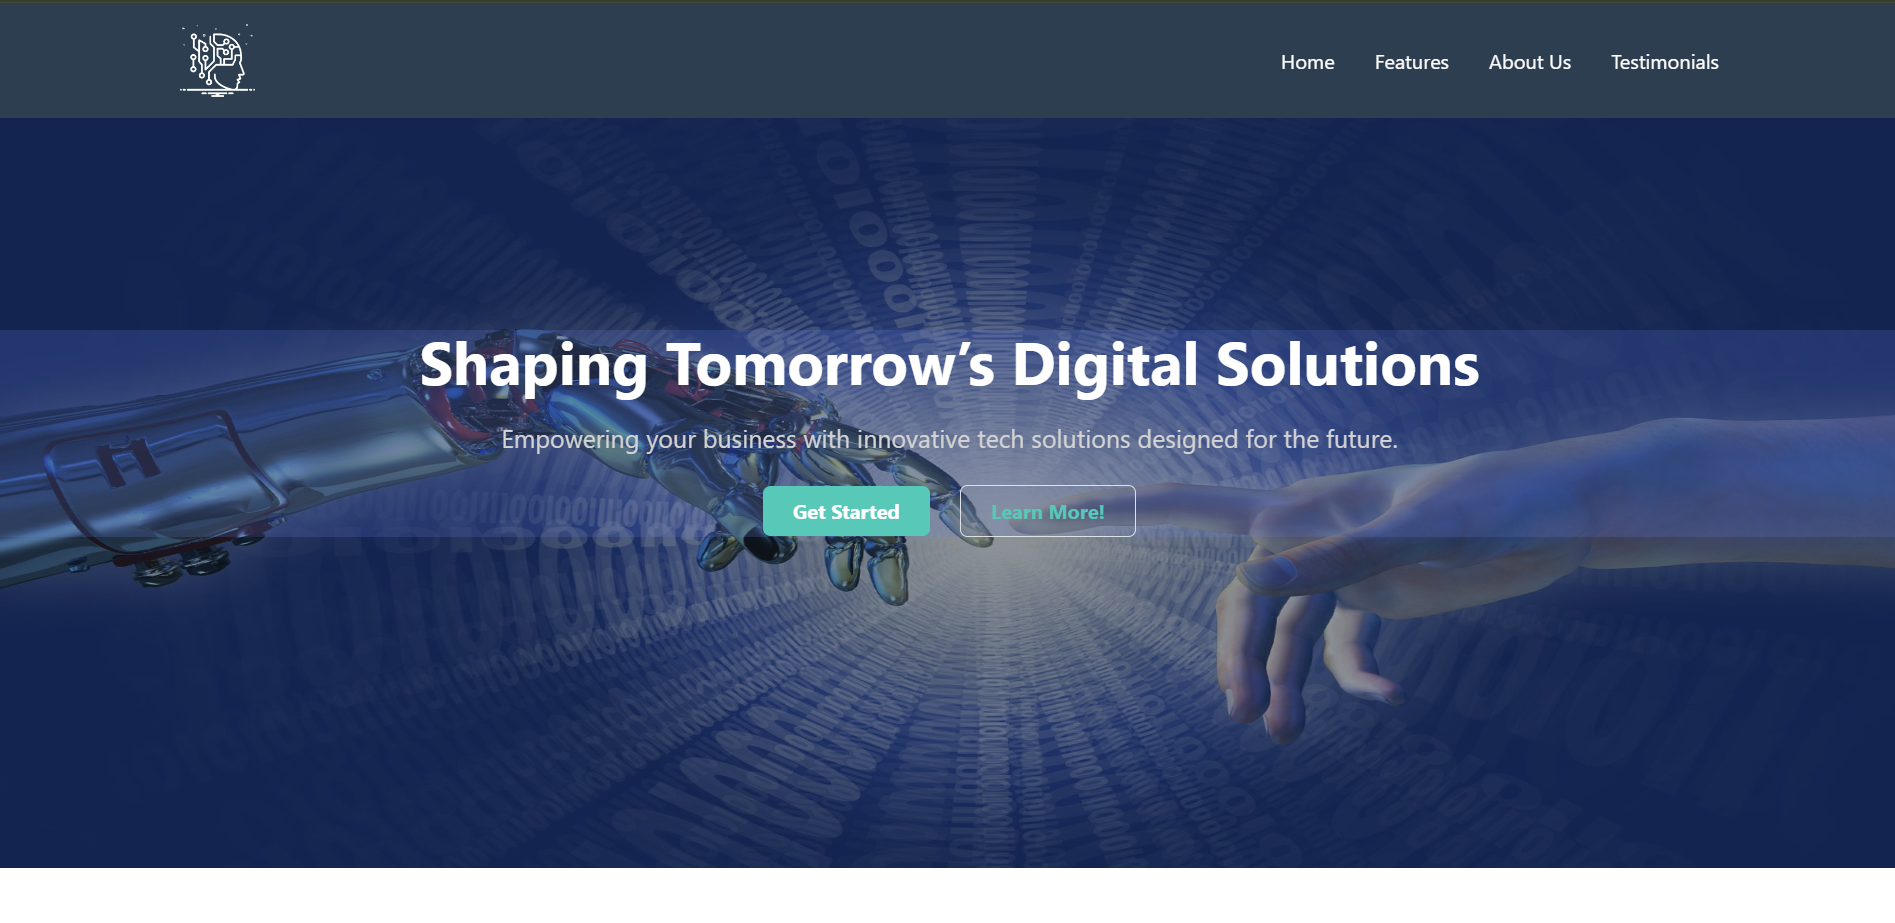 Home Features About Us Testimonials
Shaping Tomorrow’s Digital Solutions
Empowering your business with innovative tech solutions designed for the future.
Get Started Learn More!